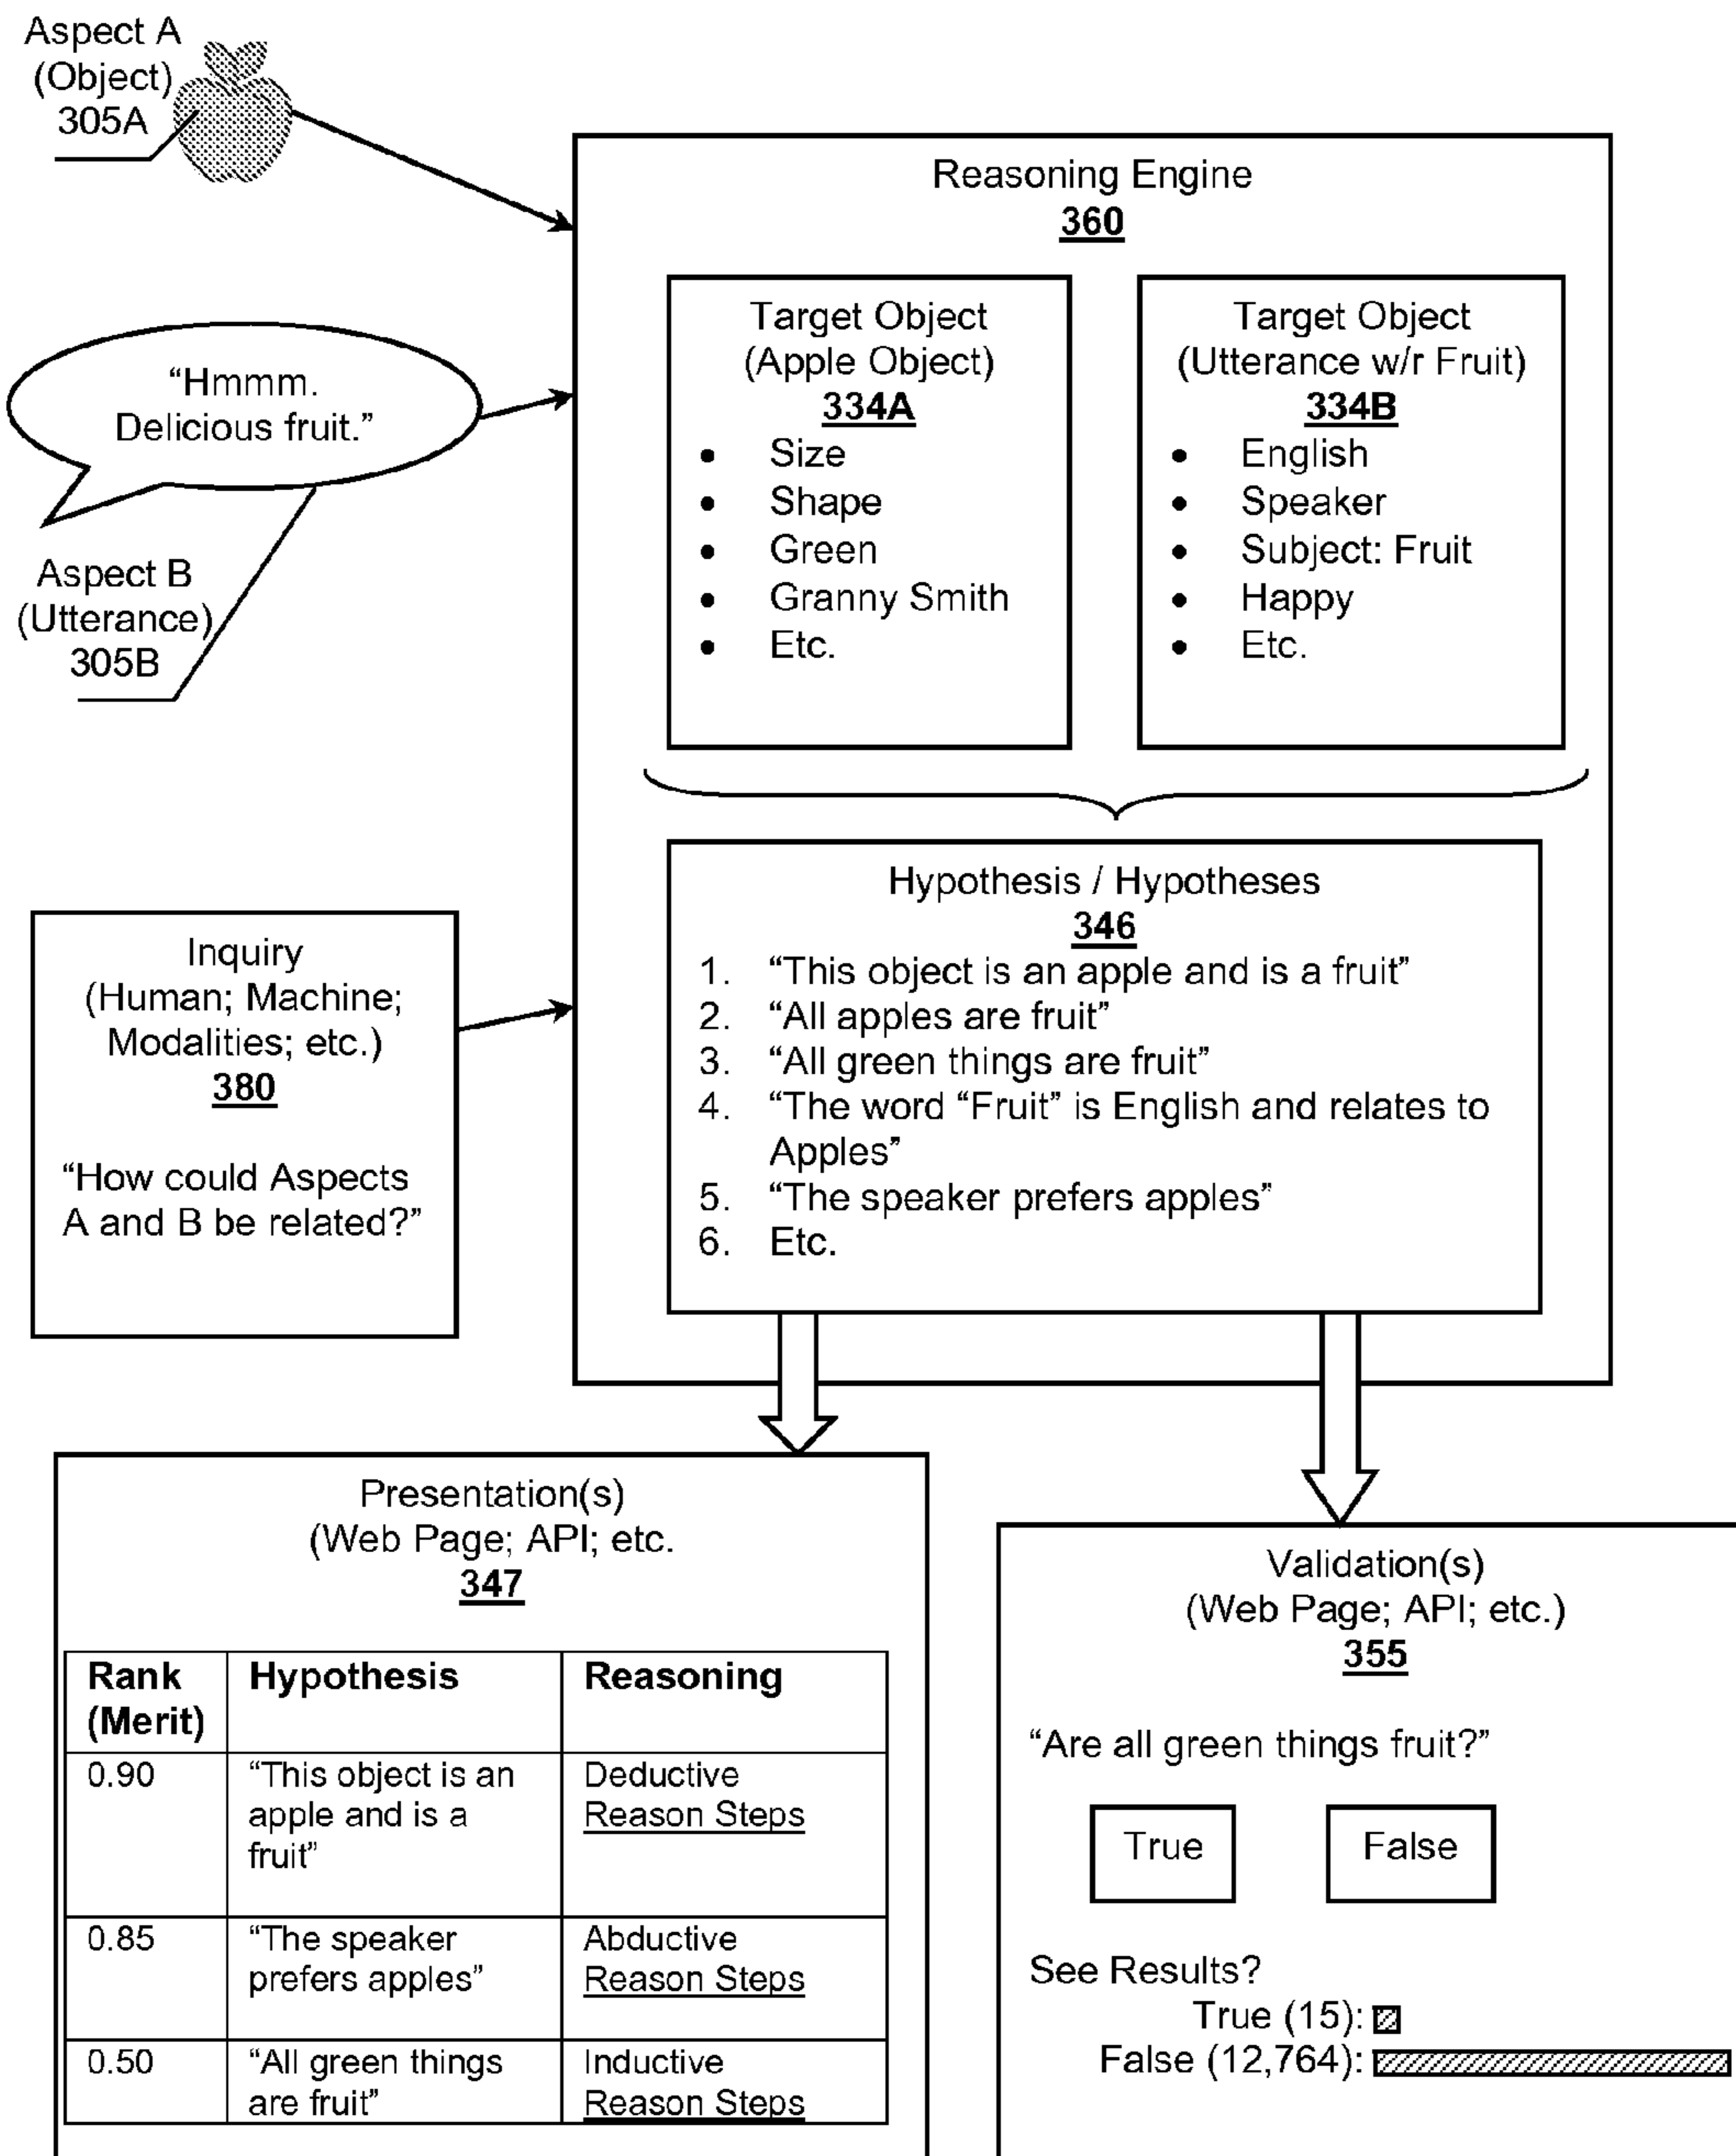 Aspect A
(Object)
305A
Reasoning Engine
360
Target Object
(Apple Object)
334A
• Size
• Shape
• Green
• Granny Smith
• Etc.
Target Object
(Utterance w/r Fruit)
334B
• English
• Speaker
• Subject: Fruit
• Happy
• Etc.
“Hmmm.
Delicious fruit.”
Aspect B
(Utterance)
305B
Hypothesis / Hypotheses
346
1. “This object is an apple and is a fruit”
2. “All apples are fruit”
3. “All green things are fruit”
4. “The word “Fruit” is English and relates to
Apples”
5. “The speaker prefers apples”
6. Etc.
Inquiry
(Human; Machine;
Modalities; etc.)
380
“How could Aspects
A and B be related?”
Presentation(s)
(Web Page; API; etc.
347
Rank
(Merit)
Hypothesis
Reasoning
0.90
“This object is an
apple and is a
fruit”
Deductive
Reason Steps
0.85
“The speaker
prefers apples”
Abductive
Reason Steps
0.50
“All green things
are fruit”
Inductive
Reason Steps
Validation(s)
(Web Page; API; etc.)
355
“Are all green things fruit?”
True
False
See Results?
True (15):
False (12,764):